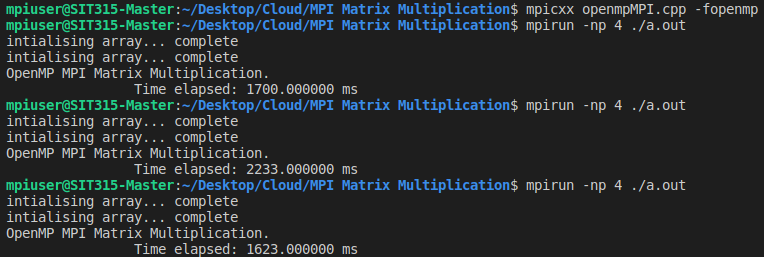 mpiuser@SIT315-Master:~/Desktop/Cloud/MPI Matrix Multiplication$ mpicxx openmpMPI.cpp -fopenmp
mpiuser@SIT315-Master:~/Desktop/Cloud/MPI Matrix Multiplication$ mpirun -np 4 ./a.out
intialising array... complete
intialising array... complete
OpenMP MPI Matrix Multiplication.
                Time elapsed: 1700.000000 ms
mpiuser@SIT315-Master:~/Desktop/Cloud/MPI Matrix Multiplication$ mpirun -np 4 ./a.out
intialising array... complete
intialising array... complete
OpenMP MPI Matrix Multiplication.
                Time elapsed: 2233.000000 ms
mpiuser@SIT315-Master:~/Desktop/Cloud/MPI Matrix Multiplication$ mpirun -np 4 ./a.out
intialising array... complete
intialising array... complete
OpenMP MPI Matrix Multiplication.
                Time elapsed: 1623.000000 ms